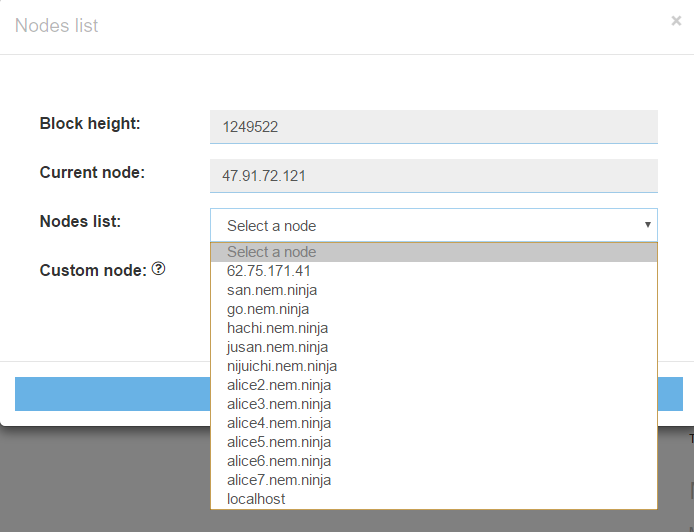 Nodes list ×
Block height: 1249522
Current node: 47.91.72.121
Nodes list: Select a node ▾
Select a node
Custom node: ?
62.75.171.41
san.nem.ninja
go.nem.ninja
hachi.nem.ninja
jusan.nem.ninja
nijuichi.nem.ninja
alice2.nem.ninja
alice3.nem.ninja
alice4.nem.ninja
alice5.nem.ninja
alice6.nem.ninja
alice7.nem.ninja
localhost